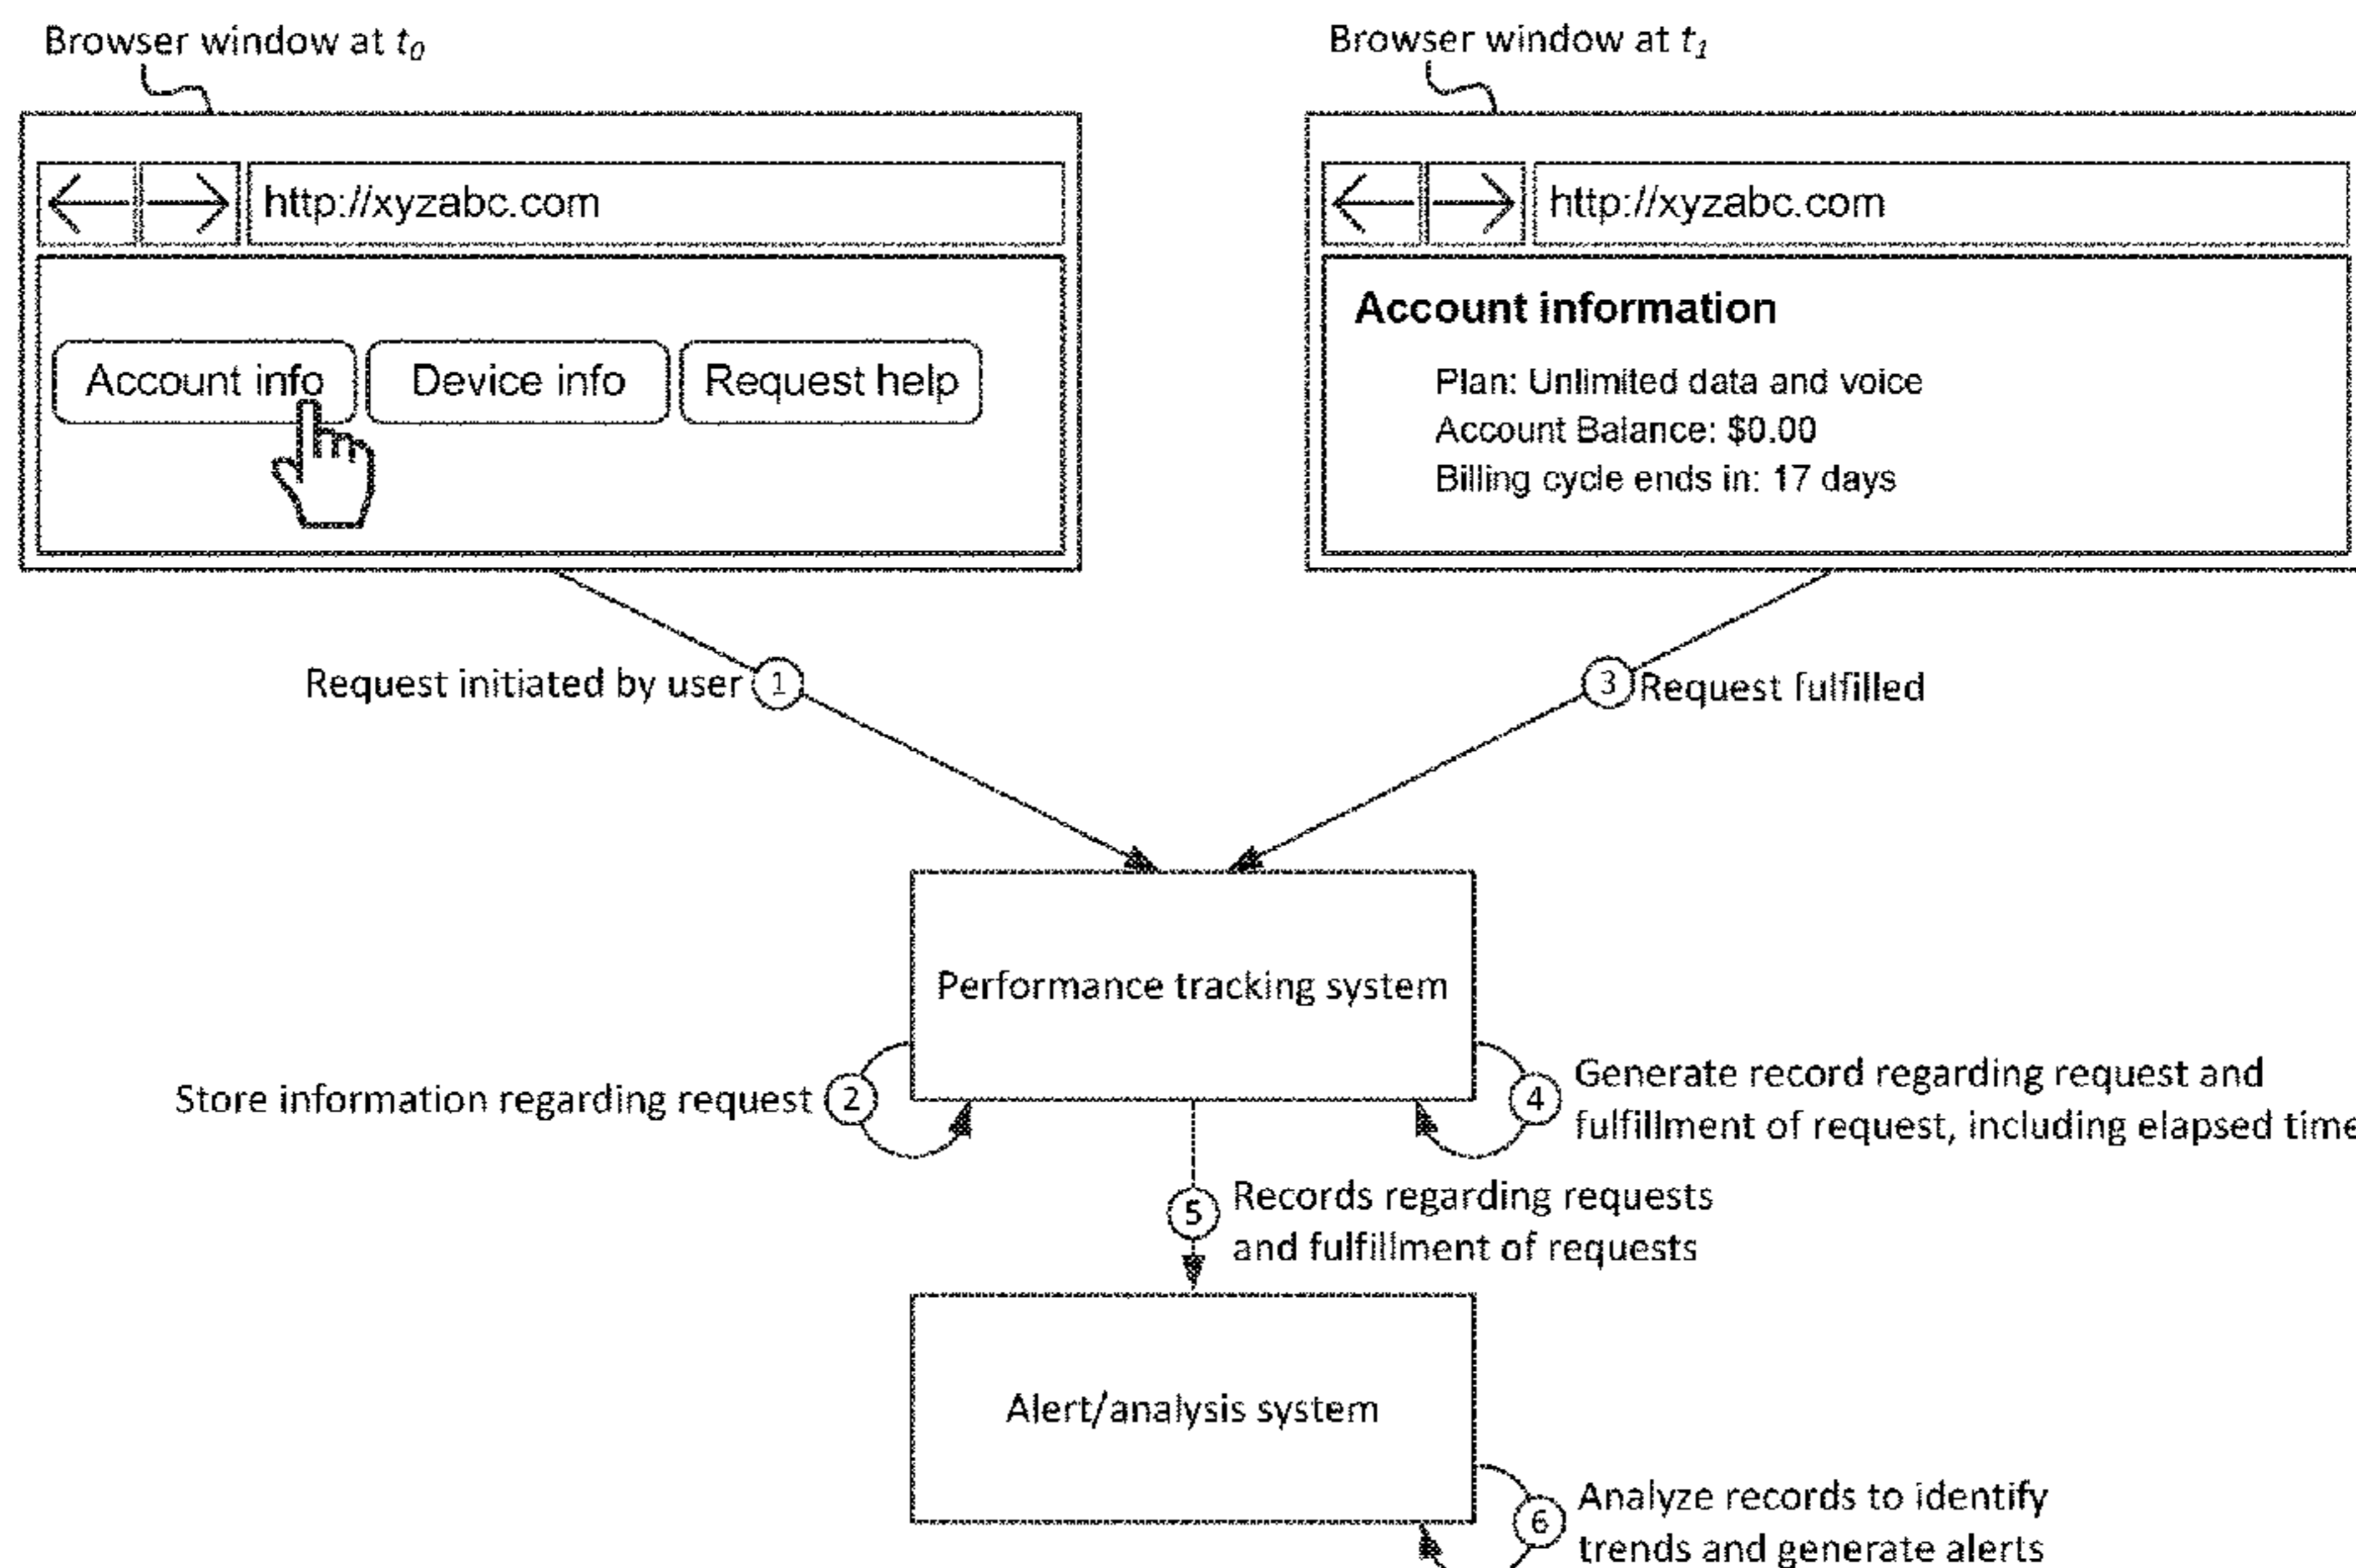 Browser window at t0
Browser window at t1
http://xyzabc.com
http://xyzabc.com
Account info
Device info
Request help
Account information
Plan: Unlimited data and voice
Account Balance: $0.00
Billing cycle ends in: 17 days
Request initiated by user 1
3 Request fulfilled
Performance tracking system
Store information regarding request 2
4 Generate record regarding request and
fulfillment of request, including elapsed time
5 Records regarding requests
and fulfillment of requests
Alert/analysis system
6 Analyze records to identify
trends and generate alerts